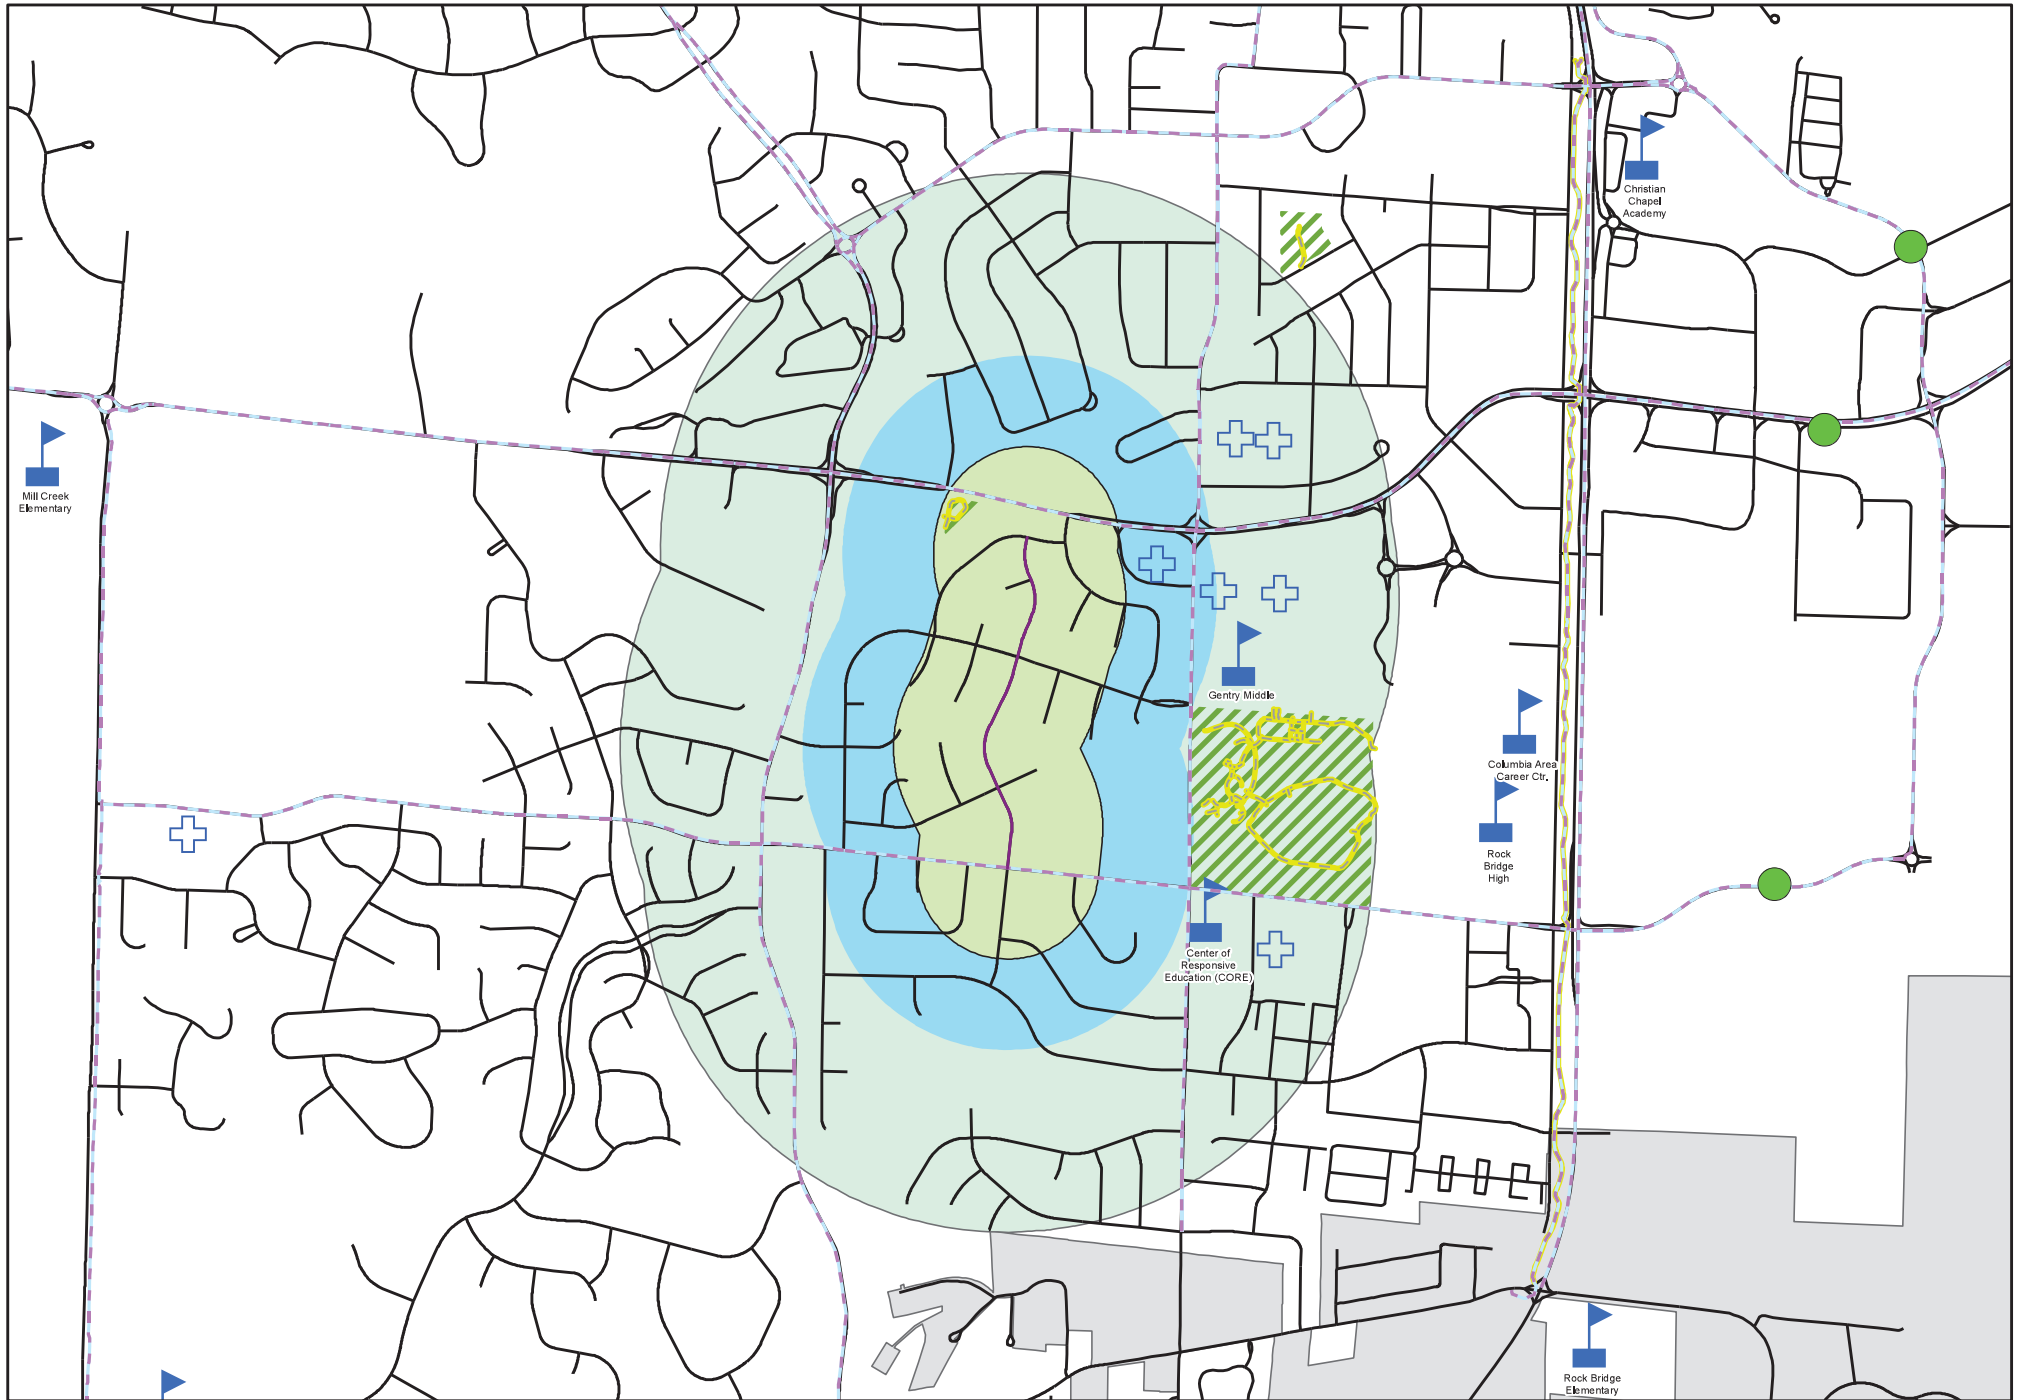 Christian
Chapel
Academy
Mill Creek
Elementary
Gentry Middle
Columbia Area
Career Ctr.
Rock
Bridge
High
Center of
Responsive
Education (CORE)
Rock Bridge
Elementary